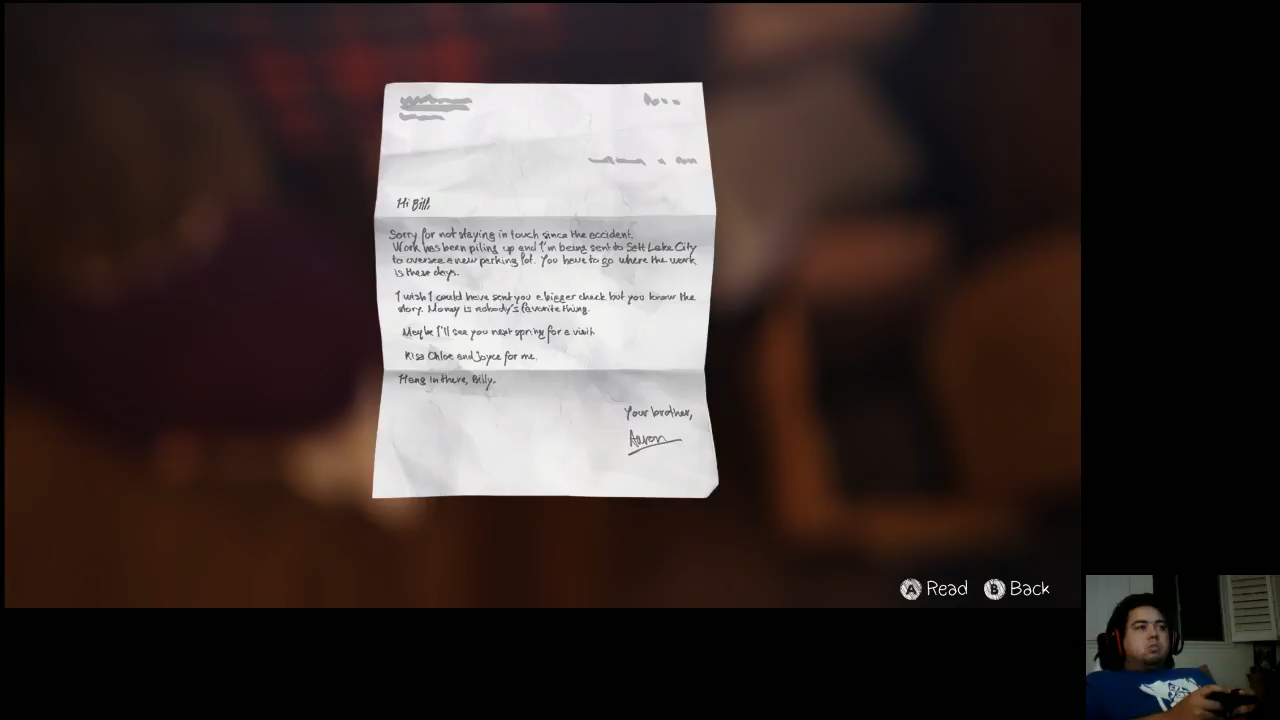 Hi Bill,
Sorry for not staying in touch since the accident.
Work has been piling up and I'm being sent to Salt Lake City
to oversee a new parking lot. You have to go where the work
is these days.
I wish I could have sent you a bigger check but you know the
story. Money is nobody's favorite thing.
Maybe I'll see you next spring for a visit.
Kiss Chloe and Joyce for me.
Hang in there, Billy.
Your brother,
Aaron
A Read B Back